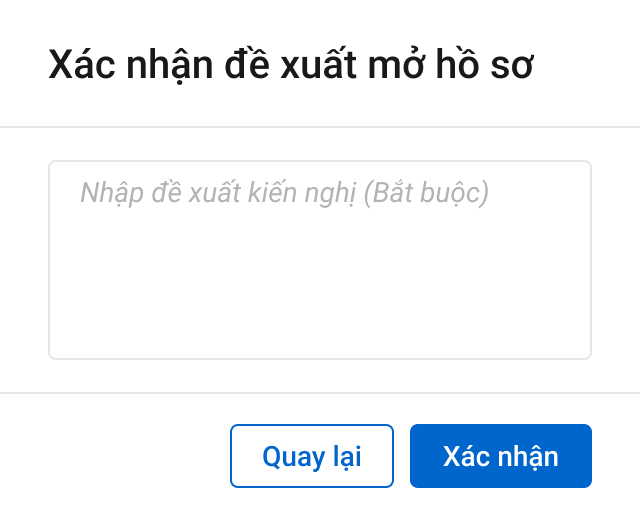 Xác nhận đề xuất mở hồ sơ
Nhập đề xuất kiến nghị (Bắt buộc)
Quay lại
Xác nhận